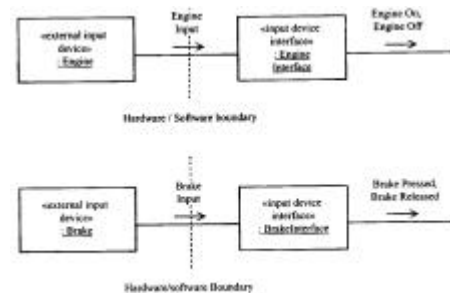 Engine
Input
Engine On,
Engine Off
«external input
device»
: Engine
«input device
interface»
: Engine
Interface
Hardware / Software boundary
Brake
Input
Brake Pressed,
Brake Released
«external input
device»
: Brake
«input device
interface»
: BrakeInterface
Hardware/software Boundary